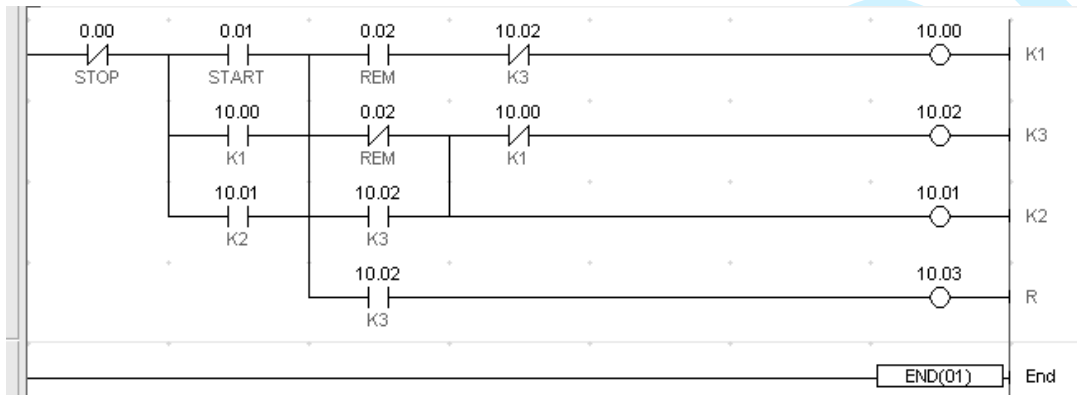 0.00 0.01 0.02 10.02 10.00
K1
STOP START REM K3
10.00 0.02 10.00 10.02
K3
K1 REM K1
10.01 10.02 10.01
K2
K2 K3
10.02 10.03
R
K3
END(01) End